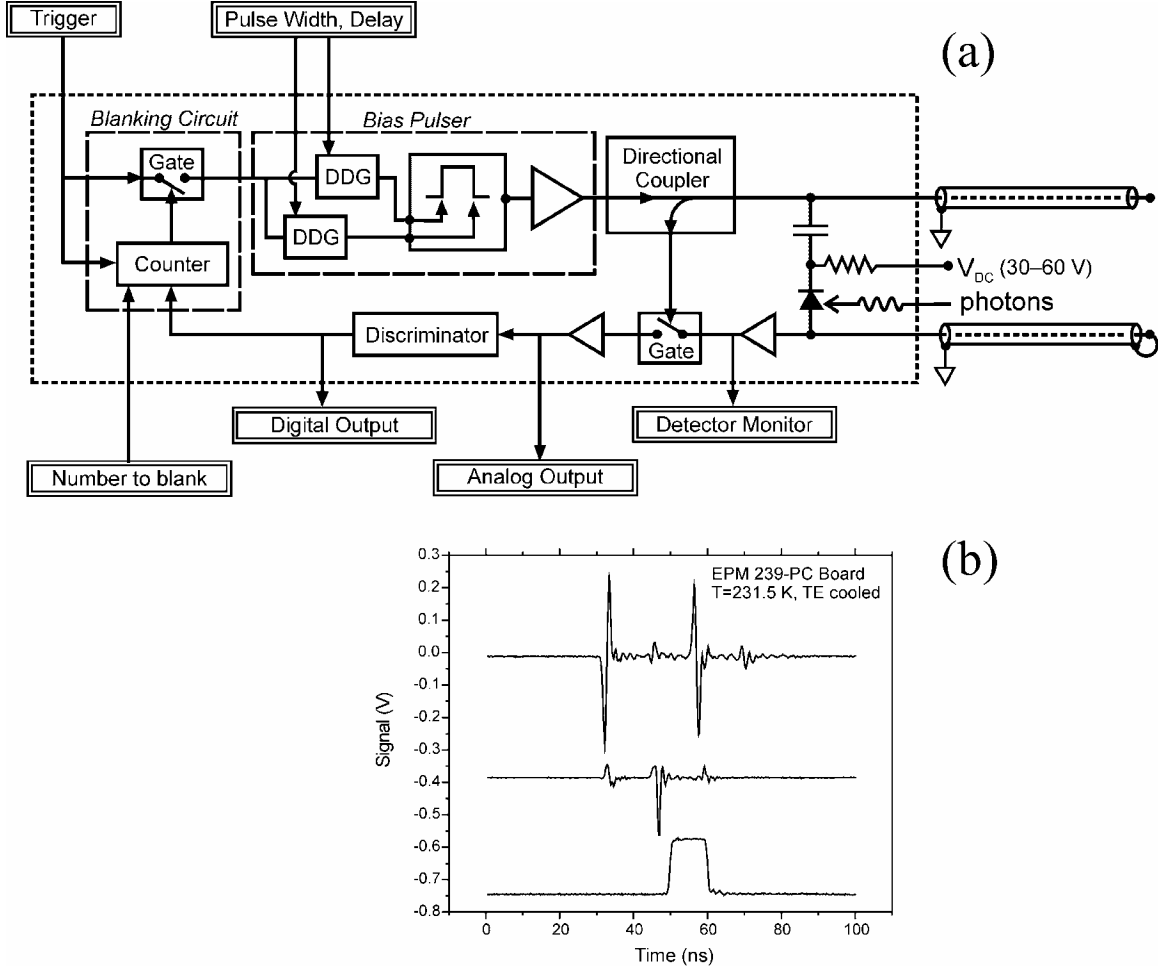 Trigger
Pulse Width, Delay
(a)
Blanking Circuit
Bias Pulser
Gate
DDG
DDG
Counter
Directional
Coupler
V_DC (30–60 V)
photons
Discriminator
Gate
Digital Output
Detector Monitor
Number to blank
Analog Output
(b)
EPM 239-PC Board
T=231.5 K, TE cooled
0.3
0.2
0.1
0.0
-0.1
-0.2
-0.3
-0.4
-0.5
-0.6
-0.7
-0.8
Signal (V)
0 20 40 60 80 100
Time (ns)